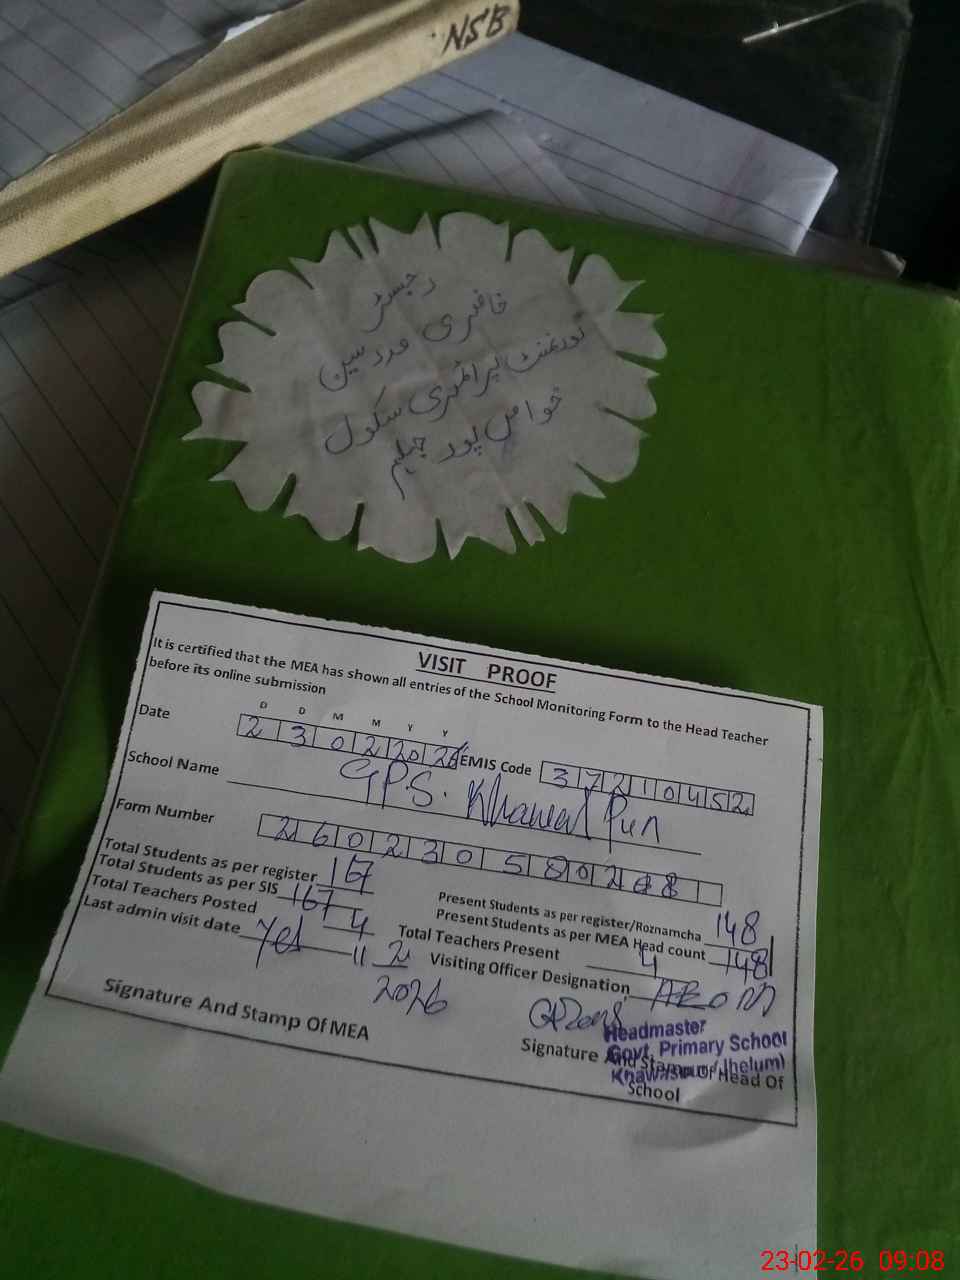 NSB
رجسٹر
حاضری مدرسین
گورنمنٹ پرائمری سکول
خواص پور جہلم
VISIT PROOF
It is certified that the MEA has shown all entries of the School Monitoring Form to the Head Teacher
before its online submission
D D M M Y Y
Date 2 3 0 2 20 26 EMIS Code 3 7 2 1 0 4 5 2
School Name G.P.S. Khawas Pur
Form Number 2 6 0 2 3 0 5 8 0 2 8
Total Students as per register 167 Present Students as per register/Roznamcha 148
Total Students as per SIS 167 Present Students as per MEA Head count 148
Total Teachers Posted 4 Total Teachers Present 4
Last admin visit date Yes 11 2 2026 Visiting Officer Designation AEO M
Signature And Stamp Of MEA
Signature And Stamp Of Head Of
School
Headmaster
Govt. Primary School
Khawaspur (Jhelum)
23-02-26 09:08